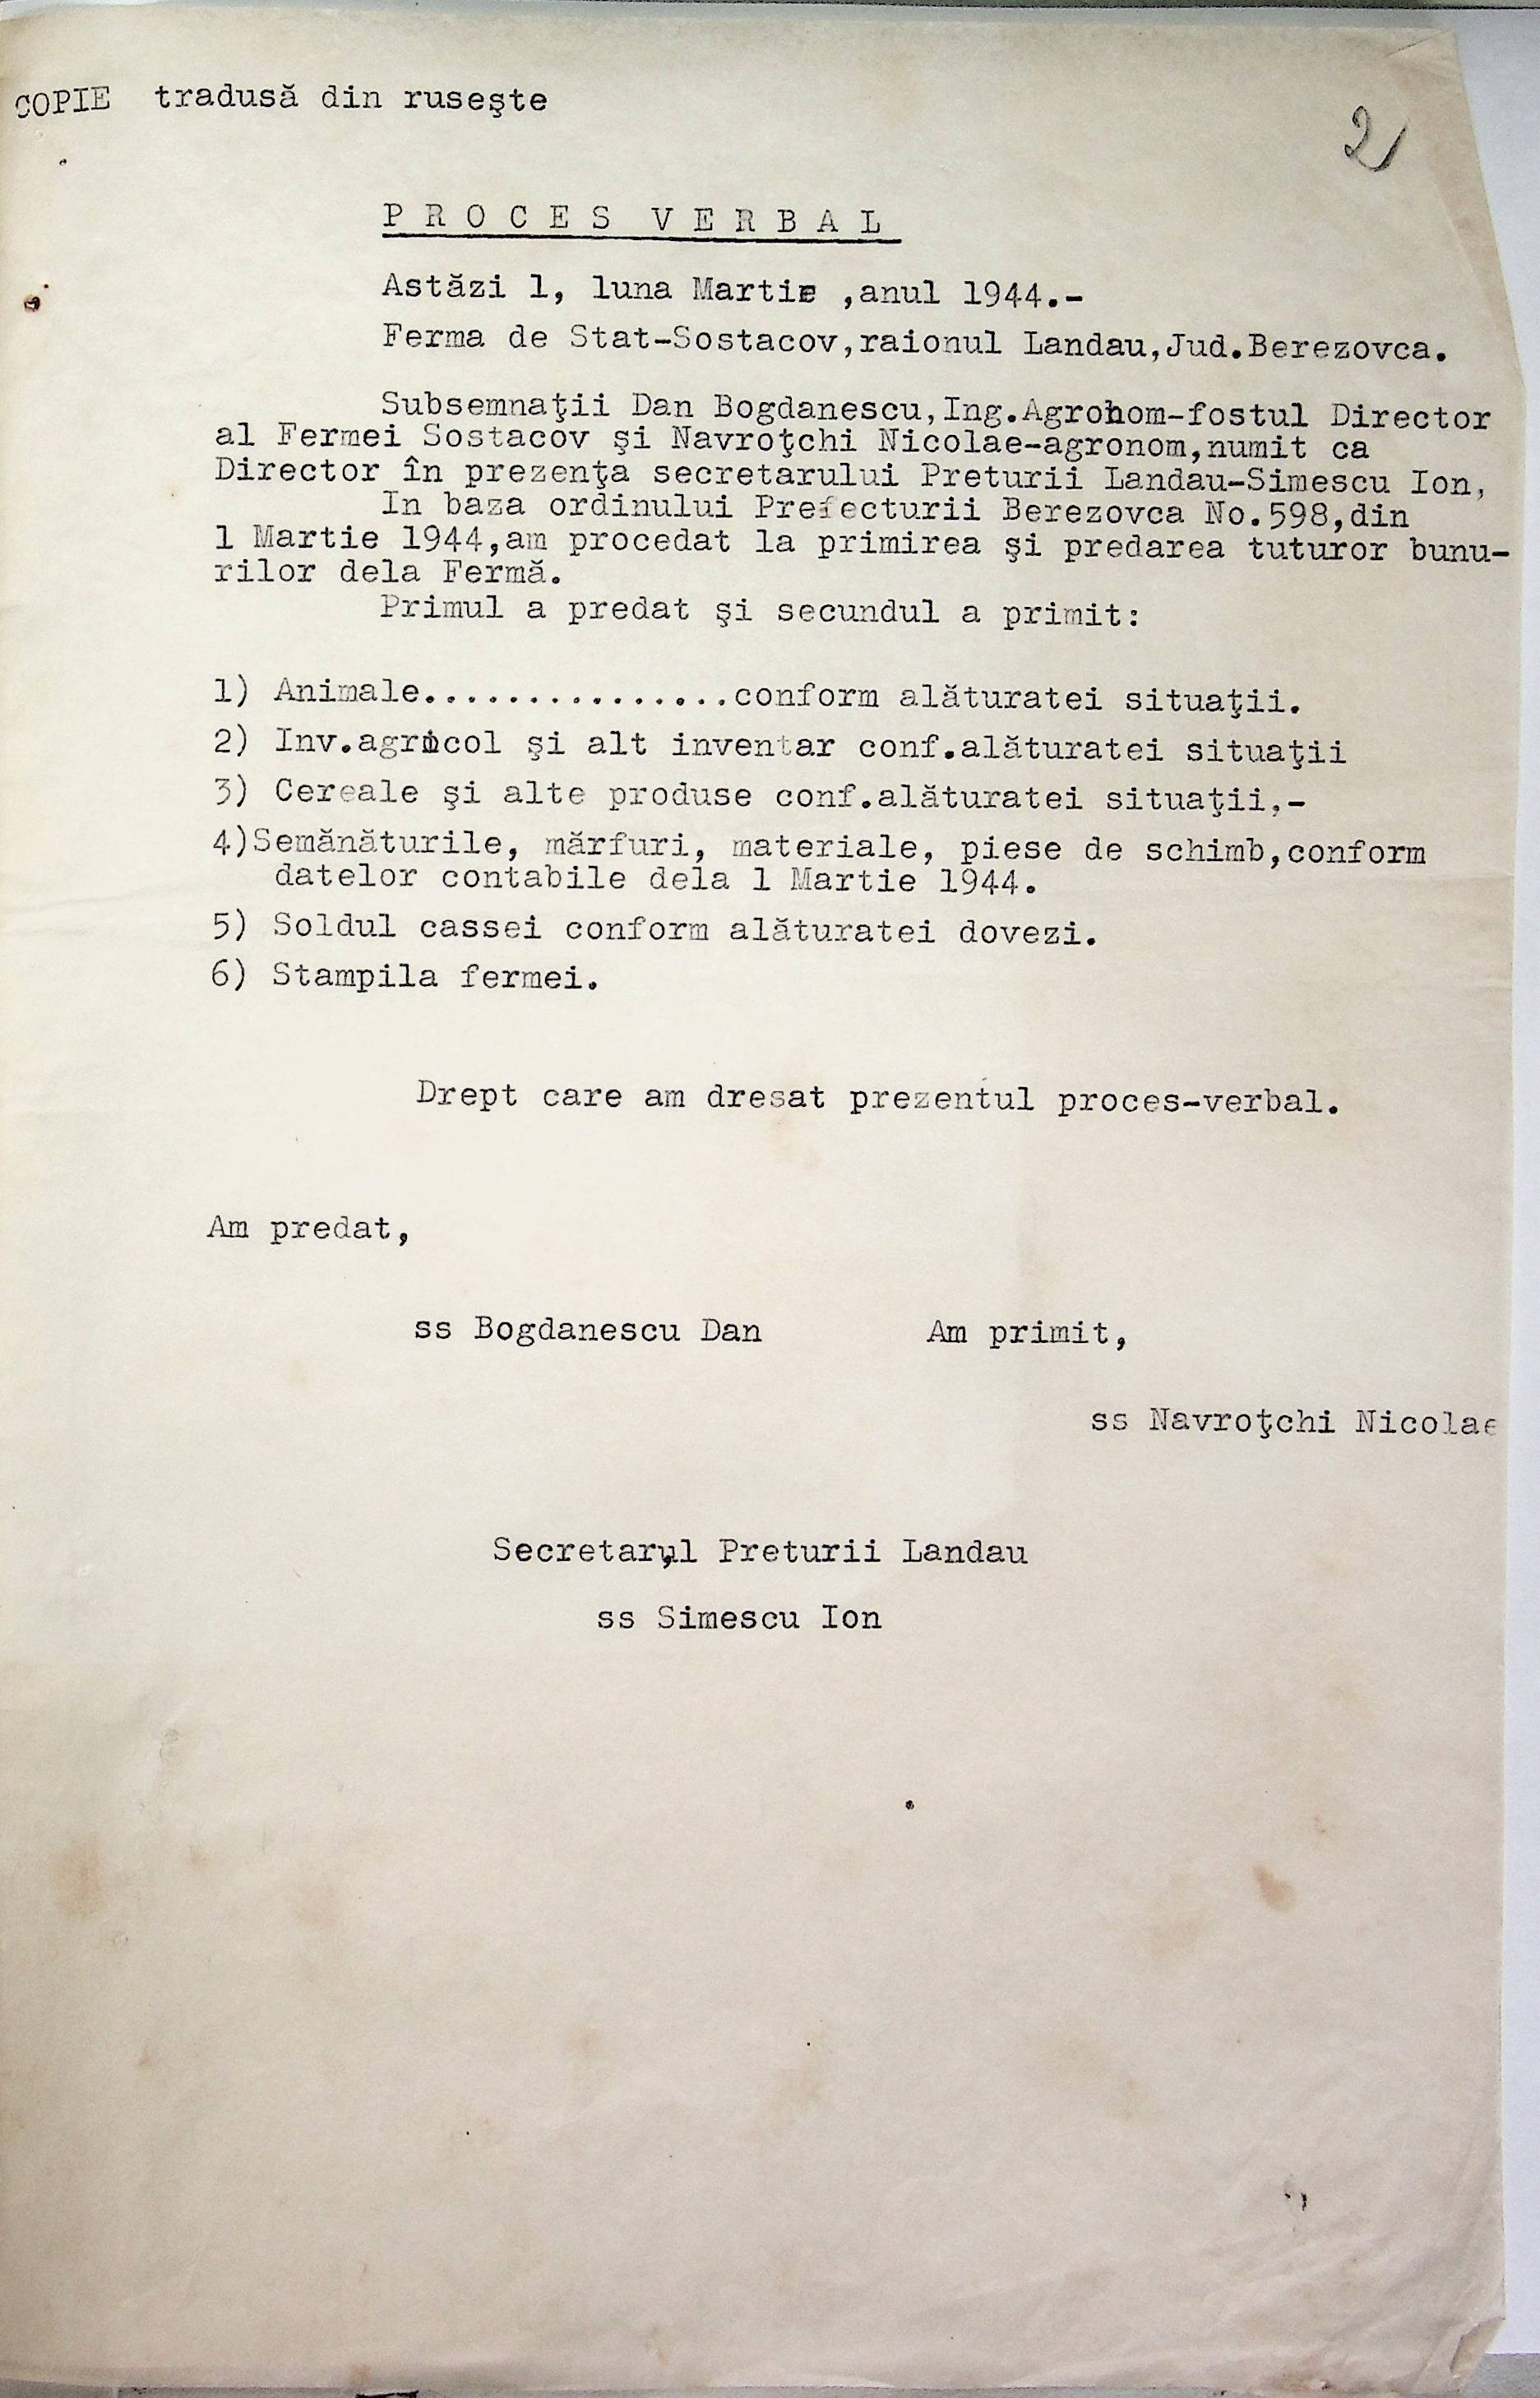 COPIE tradusă din ruseşte
2
PROCES VERBAL
Astăzi 1, luna Martie ,anul 1944.-
Ferma de Stat-Sostacov,raionul Landau,Jud.Berezovca.
Subsemnaţii Dan Bogdanescu,Ing.Agronom-fostul Director
al Fermei Sostacov şi Navroţchi Nicolae-agronom,numit ca
Director în prezenţa secretarului Preturii Landau-Simescu Ion,
In baza ordinului Prefecturii Berezovca No.598,din
1 Martie 1944,am procedat la primirea şi predarea tuturor bunu-
rilor dela Fermă.
Primul a predat şi secundul a primit:
1) Animale...............conform alăturatei situaţii.
2) Inv.agricol şi alt inventar conf.alăturatei situaţii
3) Cereale şi alte produse conf.alăturatei situaţii,-
4)Semănăturile, mărfuri, materiale, piese de schimb,conform
datelor contabile dela 1 Martie 1944.
5) Soldul cassei conform alăturatei dovezi.
6) Stampila fermei.
Drept care am dresat prezentul proces-verbal.
Am predat,
ss Bogdanescu Dan Am primit,
ss Navroţchi Nicolae
Secretarul Preturii Landau
ss Simescu Ion